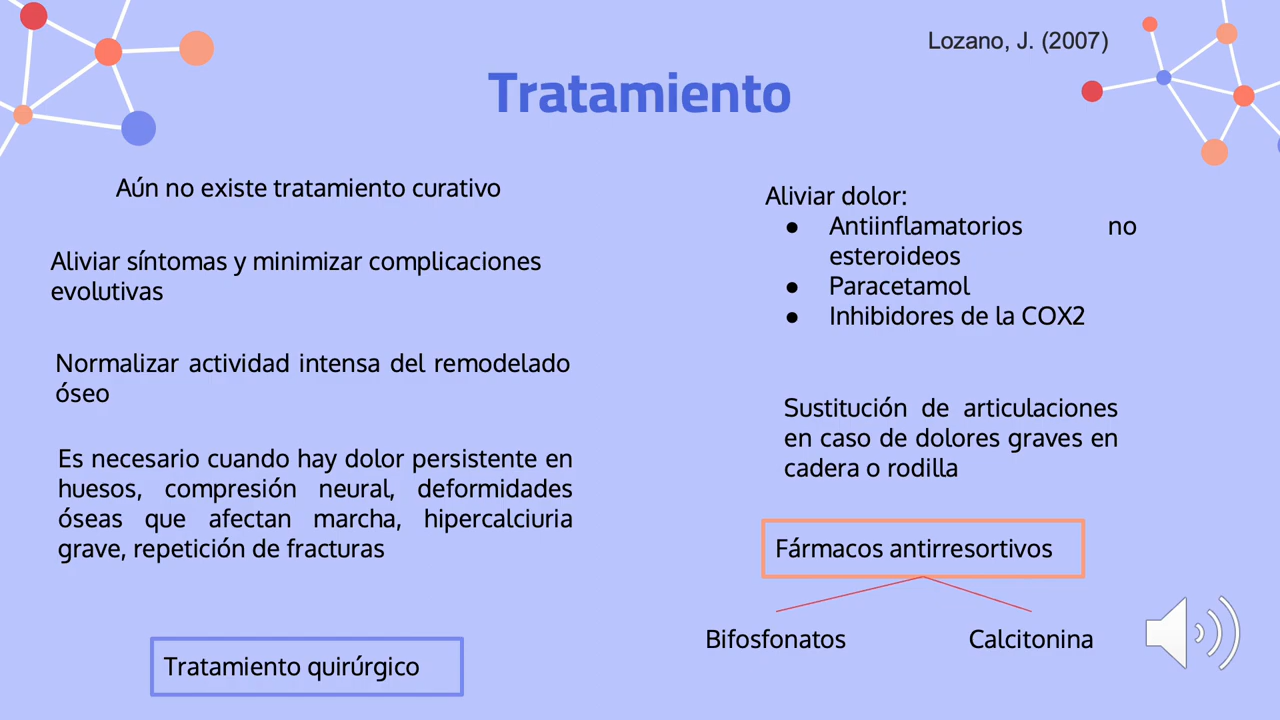 Lozano, J. (2007)
Tratamiento
Aún no existe tratamiento curativo
Aliviar síntomas y minimizar complicaciones
evolutivas
Normalizar actividad intensa del remodelado
óseo
Es necesario cuando hay dolor persistente en
huesos, compresión neural, deformidades
óseas que afectan marcha, hipercalciuria
grave, repetición de fracturas
Tratamiento quirúrgico
Aliviar dolor:
● Antiinflamatorios no
esteroideos
● Paracetamol
● Inhibidores de la COX2
Sustitución de articulaciones
en caso de dolores graves en
cadera o rodilla
Fármacos antirresortivos
Bifosfonatos
Calcitonina